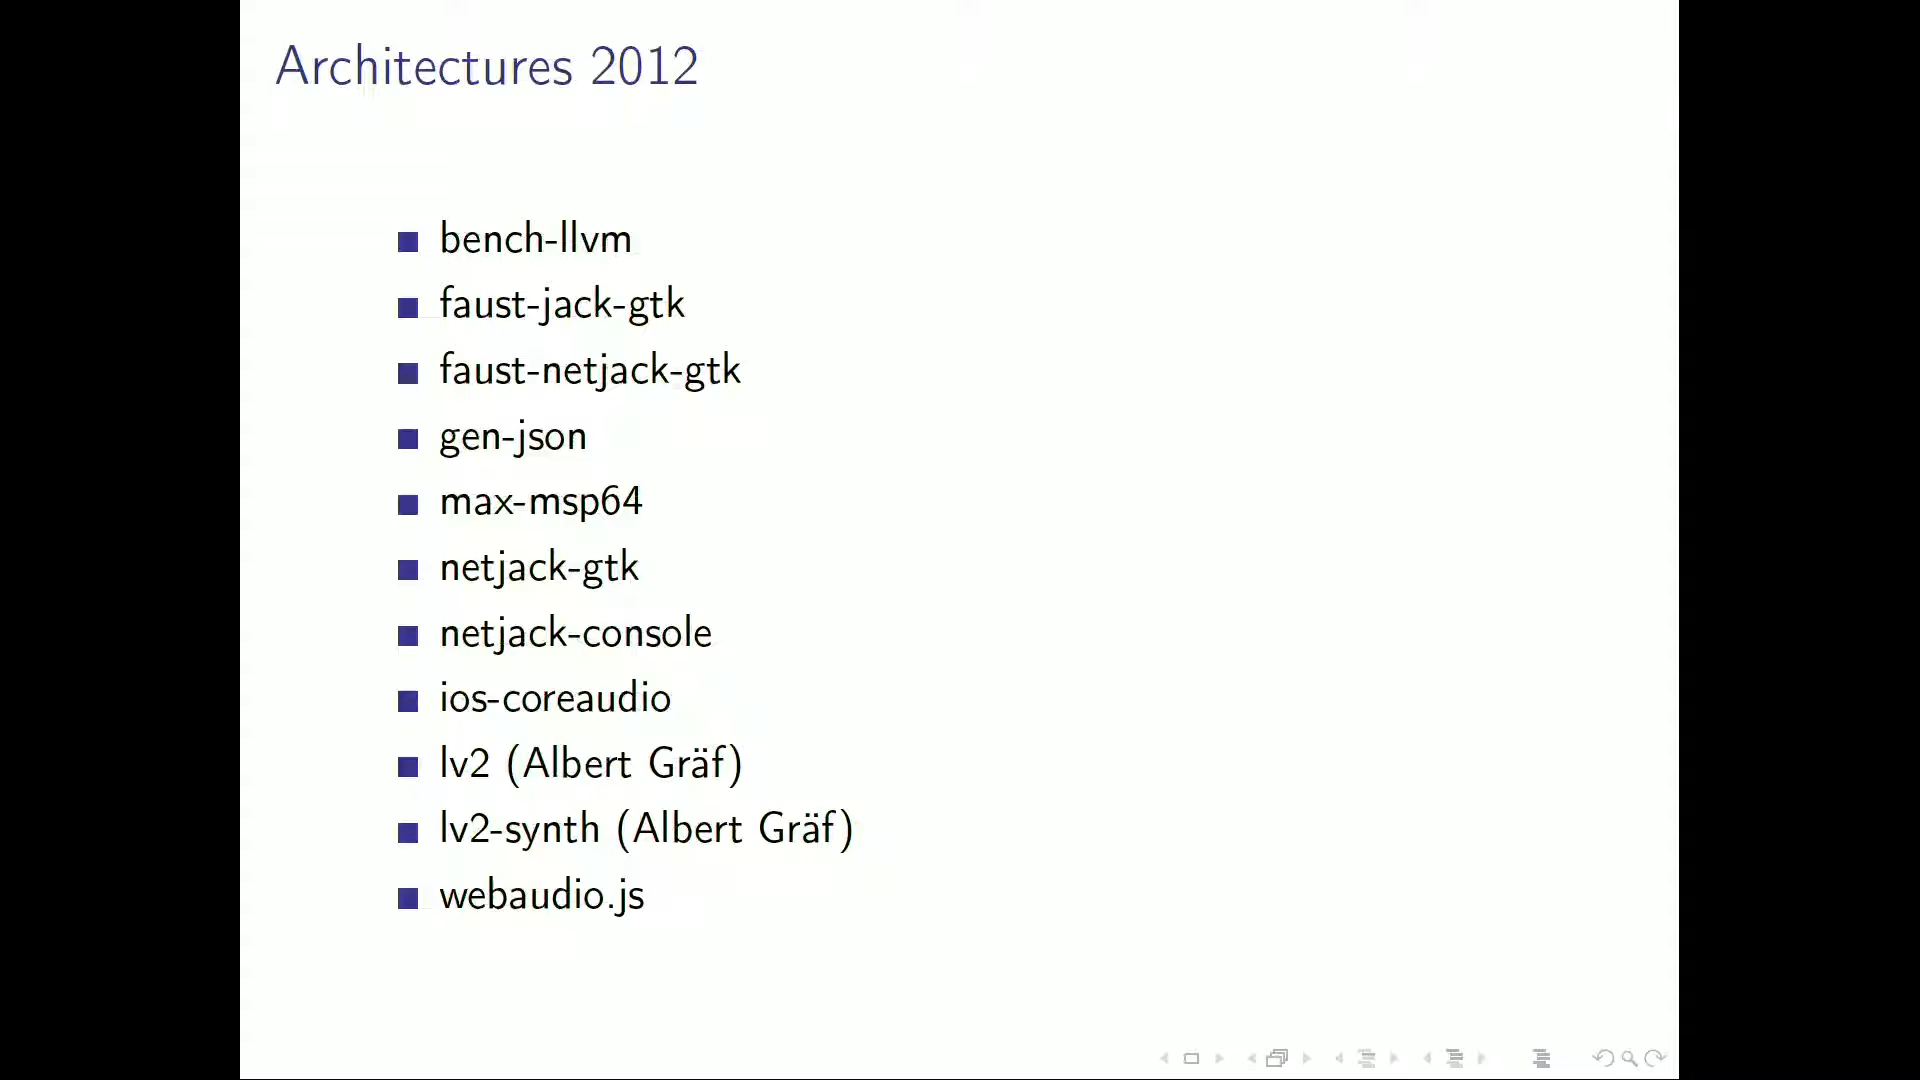 Architectures 2012
bench-llvm
faust-jack-gtk
faust-netjack-gtk
gen-json
max-msp64
netjack-gtk
netjack-console
ios-coreaudio
lv2 (Albert Gräf)
lv2-synth (Albert Gräf)
webaudio.js